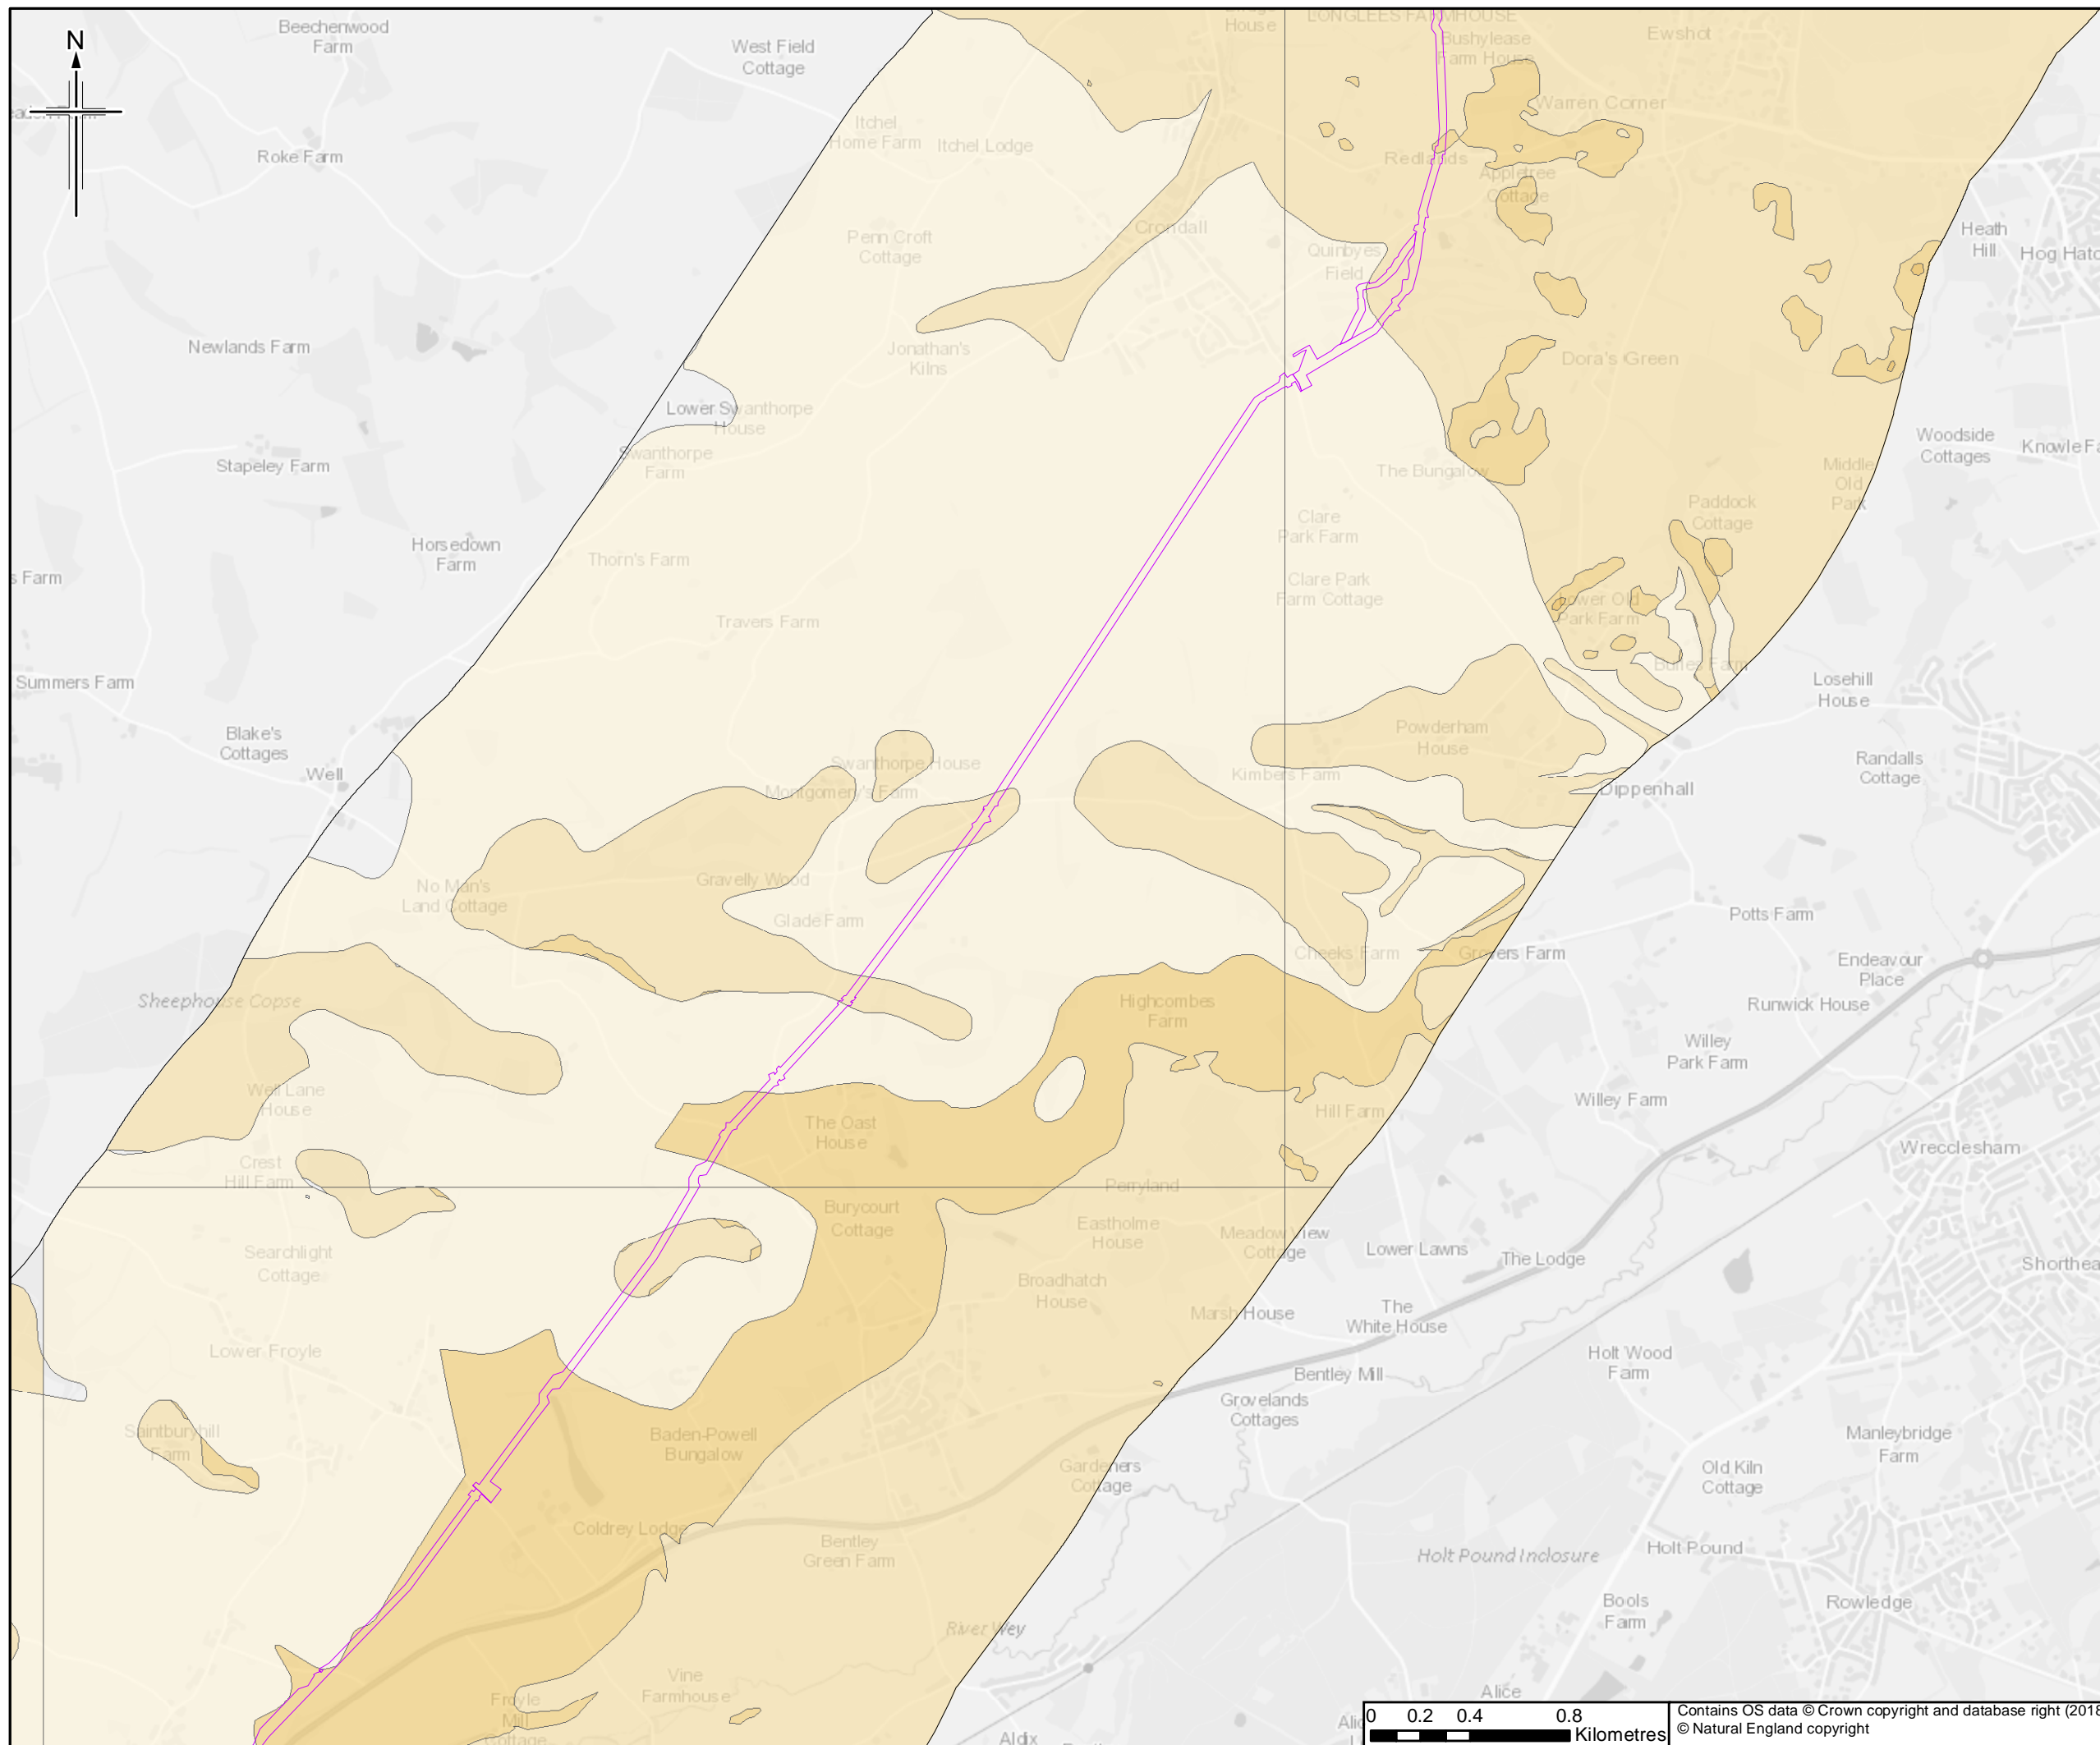 Beechenwood
Farm
N
West Field
Cottage
House
LONGLEES FARMHOUSE
Bushylease
Farm House
Ewshot
Warren Corner
Roke Farm
Itchel
Home Farm
Itchel Lodge
Redlands
Appletree
Cottage
Penn Croft
Cottage
Crondall
Quinbyes
Field
Heath
Hill
Newlands Farm
Jonathan's
Kilns
Dora's Green
Lower Swanthorpe
House
Swanthorpe
Farm
Stapeley Farm
The Bungalow
Woodside
Cottages
Middle
Old
Park
Paddock
Cottage
Clare
Park Farm
Horsedown
Farm
Thorn's Farm
s Farm
Clare Park
Farm Cottage
Lower Old
Park Farm
Travers Farm
Burles Farm
Summers Farm
Losehill
House
Blake's
Cottages
Well
Powderham
House
Swanthorpe House
Montgomery's Farm
Kimbers Farm
Dippenhall
Randalls
Cottage
No Man's
Land Cottage
Gravelly Wood
Glade Farm
Potts Farm
Cheeks Farm
Grovers Farm
Endeavour
Place
Sheephouse Copse
Highcombes
Farm
Runwick House
Willey
Park Farm
Well Lane
House
The Oast
House
Hill Farm
Willey Farm
Wrecclesham
Crest
Hill Farm
Perryland
Burycourt
Cottage
Eastholme
House
Meadow View
Cottage
Lower Lawns
The Lodge
Searchlight
Cottage
Broadhatch
House
Marsh House
The
White House
Lower Froyle
Bentley Mill
Holt Wood
Farm
Grovelands
Cottages
Saintburyhill
Farm
Baden-Powell
Bungalow
Gardeners
Cottage
Manleybridge
Farm
Old Kiln
Cottage
Coldrey Lodge
Bentley
Green Farm
Holt Pound Inclosure
Holt Pound
Bools
Farm
Rowledge
River Wey
Vine
Farmhouse
Froyle
Mill
Cottage
Alice
0 0.2 0.4 0.8
Kilometres
Contains OS data © Crown copyright and database right (2018
© Natural England copyright